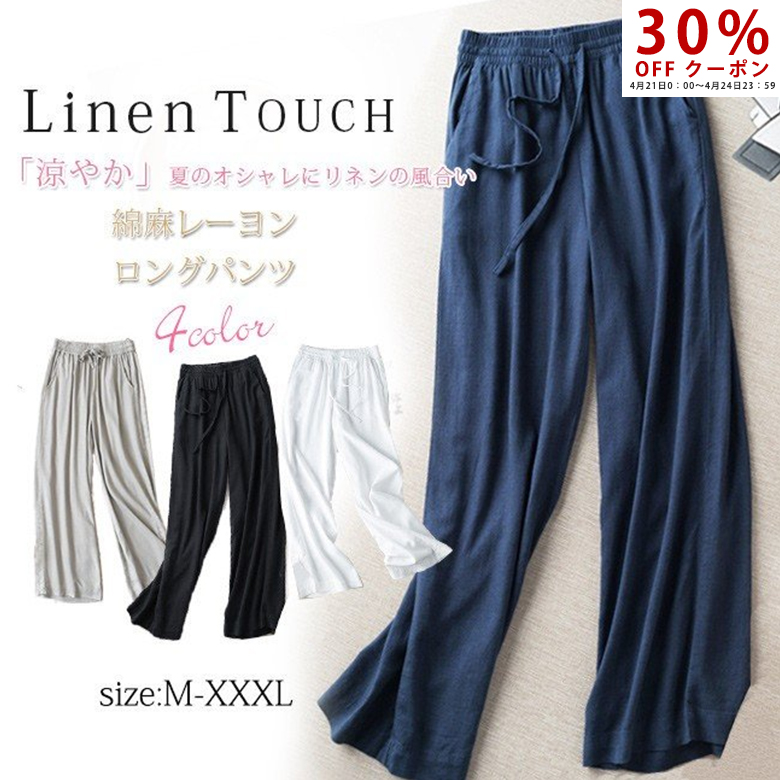 30%
OFF クーポン
4月21日0：00～4月24日23：59
Linen TOUCH
「涼やか」夏のオシャレにリネンの風合い
綿麻レーヨン
ロングパンツ
4color
size:M-XXXL